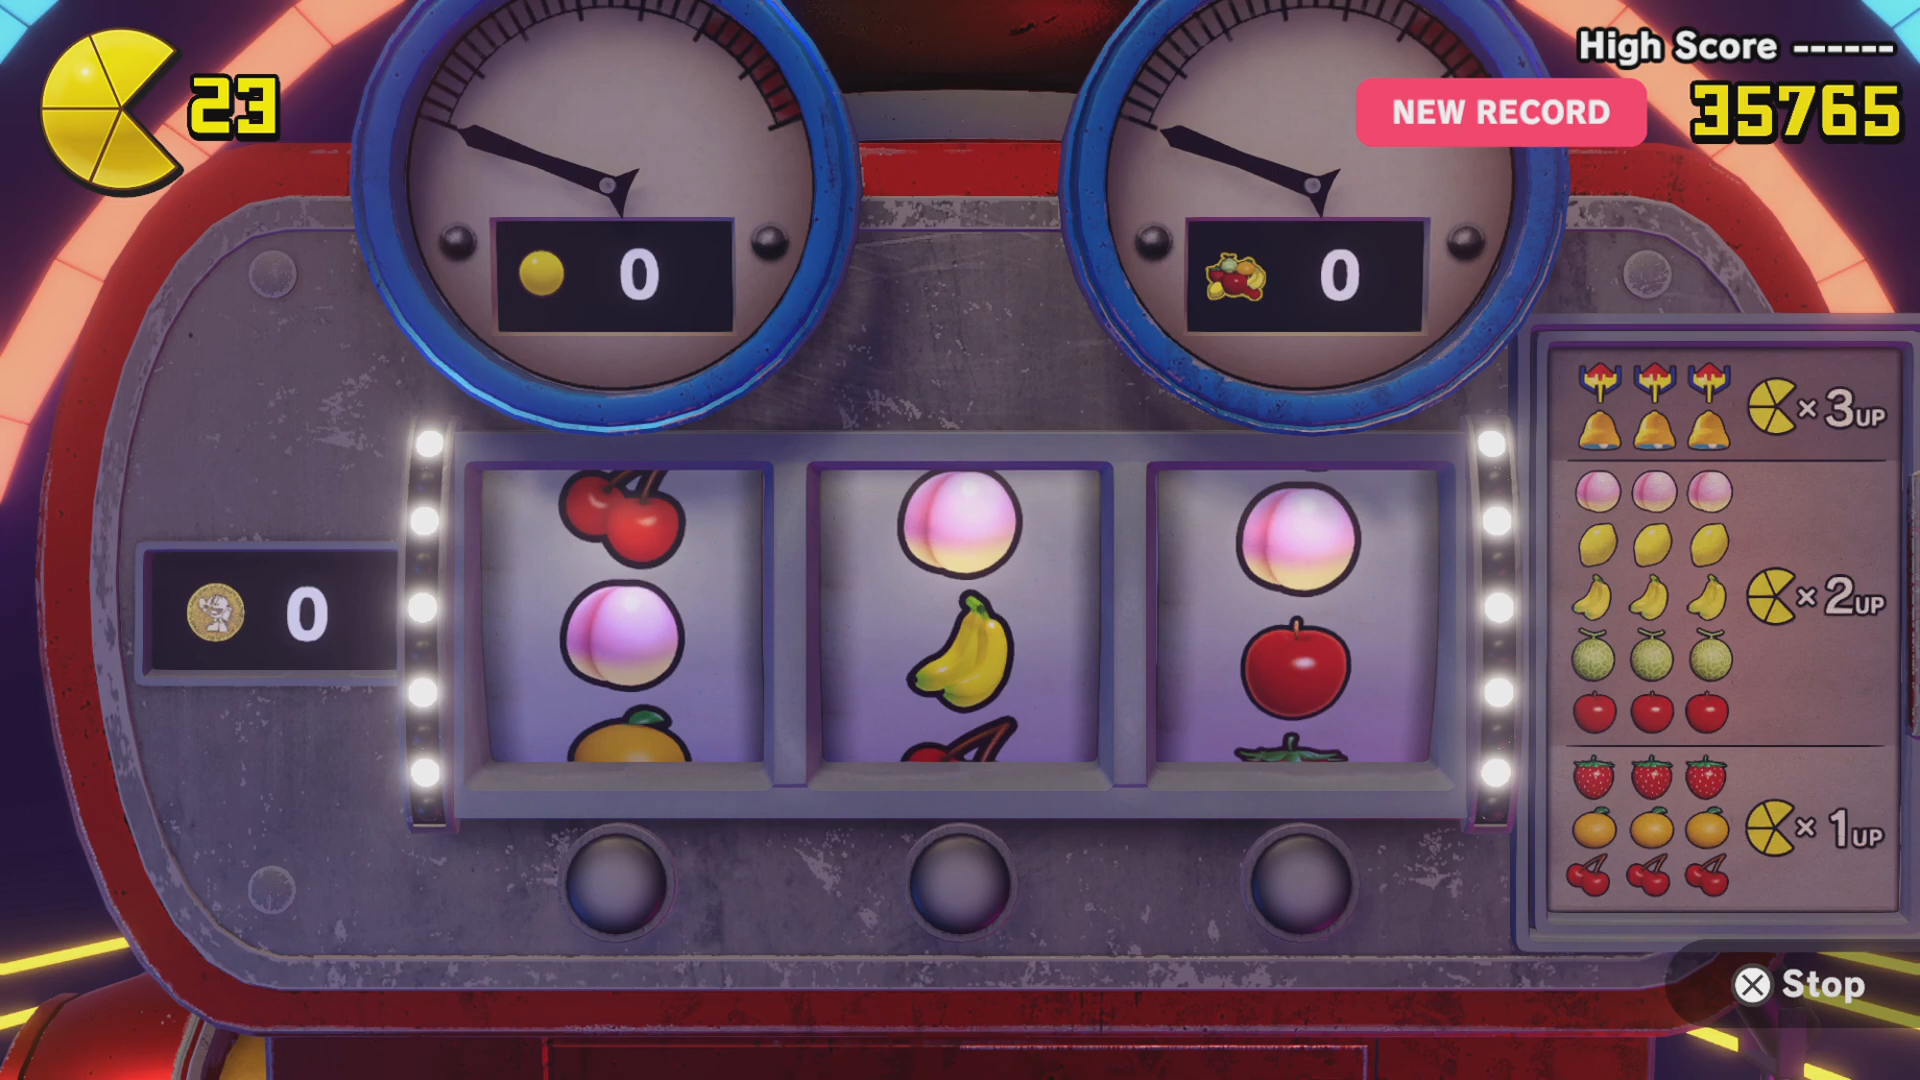 23
High Score ------
NEW RECORD
35765
0
0
0
× 3UP
× 2UP
× 1UP
Stop